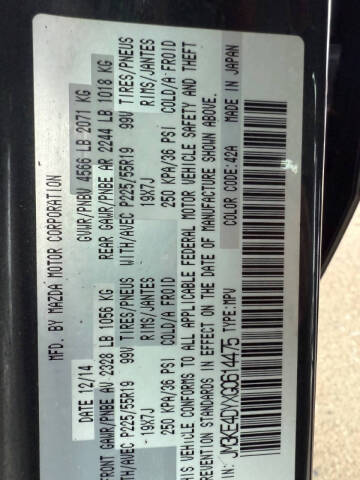 MFD. BY MAZDA MOTOR CORPORATION
DATE 12/14 GVWR/PNBV 4566 LB 2071 KG
FRONT GAWR/PNBE AV 2328 LB 1056 KG REAR GAWR/PNBE AR 2244 LB 1018 KG
WITH/AVEC P225/55R19 99V TIRES/PNEUS WITH/AVEC P225/55R19 99V TIRES/PNEUS
19X7J RIMS/JANTES 19X7J RIMS/JANTES
250 KPA/36 PSI COLD/A FROID 250 KPA/36 PSI COLD/A FROID
VEHICLE CONFORMS TO ALL APPLICABLE FEDERAL MOTOR VEHICLE SAFETY AND THEFT
PREVENTION STANDARDS IN EFFECT ON THE DATE OF MANUFACTURE SHOWN ABOVE.
IN: TYPE: MPV COLOR CODE: 42A